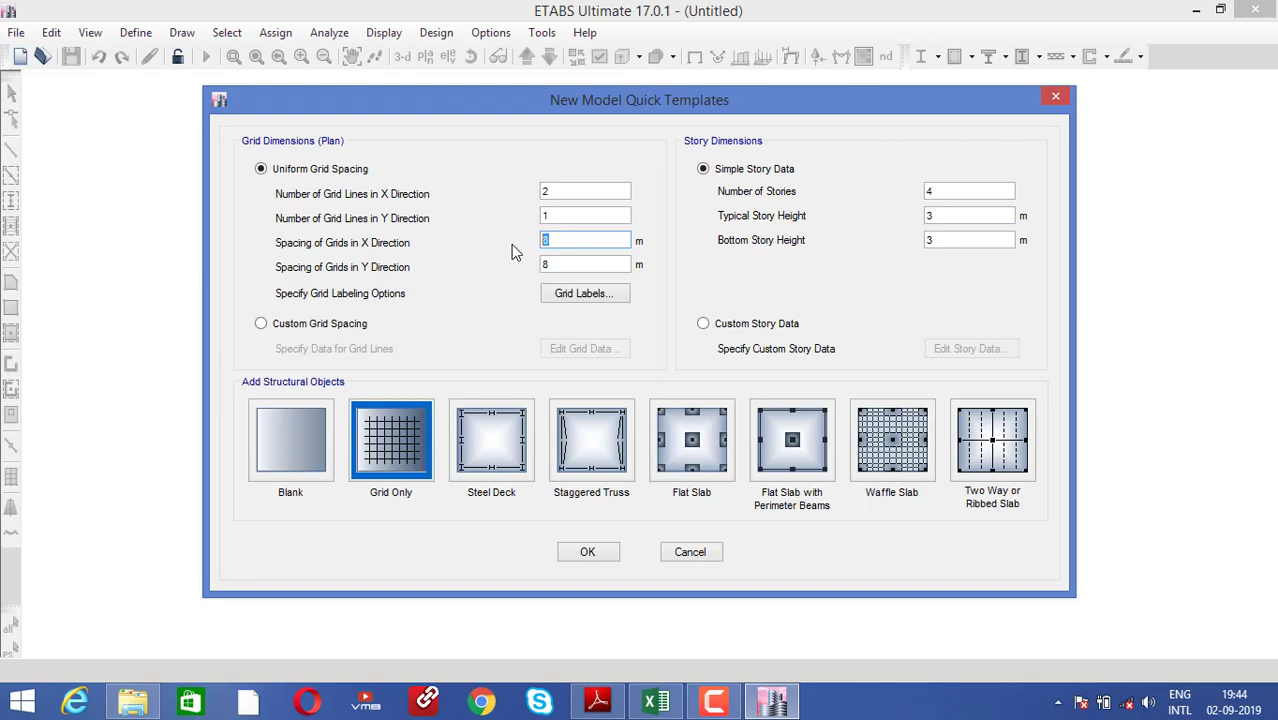 ETABS Ultimate 17.0.1 - (Untitled)
File Edit View Define Draw Select Assign Analyze Display Design Options Tools Help
3-d nd
New Model Quick Templates
Grid Dimensions (Plan)
Uniform Grid Spacing
Number of Grid Lines in X Direction 2
Number of Grid Lines in Y Direction 1
Spacing of Grids in X Direction 8 m
Spacing of Grids in Y Direction 8 m
Specify Grid Labeling Options Grid Labels...
Custom Grid Spacing
Specify Data for Grid Lines Edit Grid Data...
Story Dimensions
Simple Story Data
Number of Stories 4
Typical Story Height 3 m
Bottom Story Height 3 m
Custom Story Data
Specify Custom Story Data Edit Story Data...
Add Structural Objects
Blank
Grid Only
Steel Deck
Staggered Truss
Flat Slab
Flat Slab with
Perimeter Beams
Waffle Slab
Two Way or
Ribbed Slab
OK Cancel
all
PS
VMB
ENG 19:44
INTL 02-09-2019